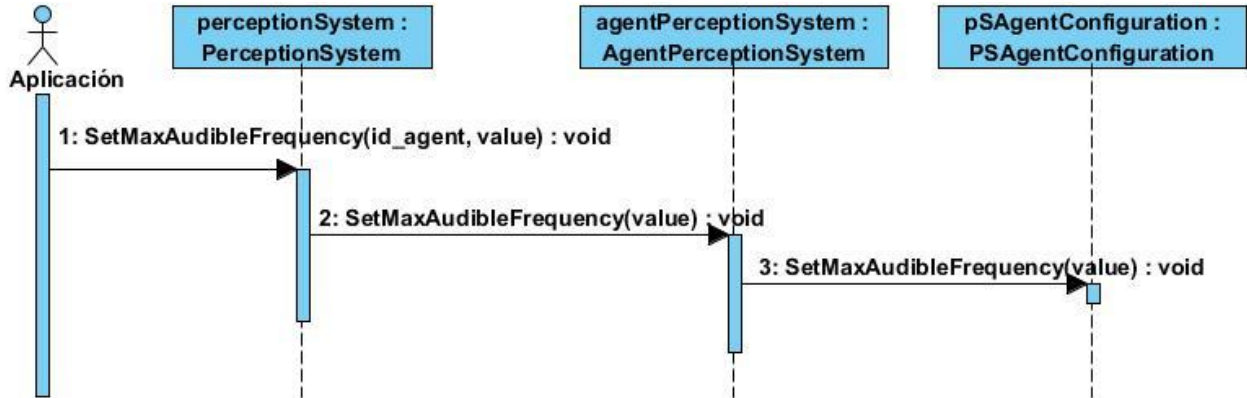 perceptionSystem :
PerceptionSystem
agentPerceptionSystem :
AgentPerceptionSystem
pSAgentConfiguration :
PSAgentConfiguration
Aplicación
1: SetMaxAudibleFrequency(id_agent, value) : void
2: SetMaxAudibleFrequency(value) : void
3: SetMaxAudibleFrequency(value) : void